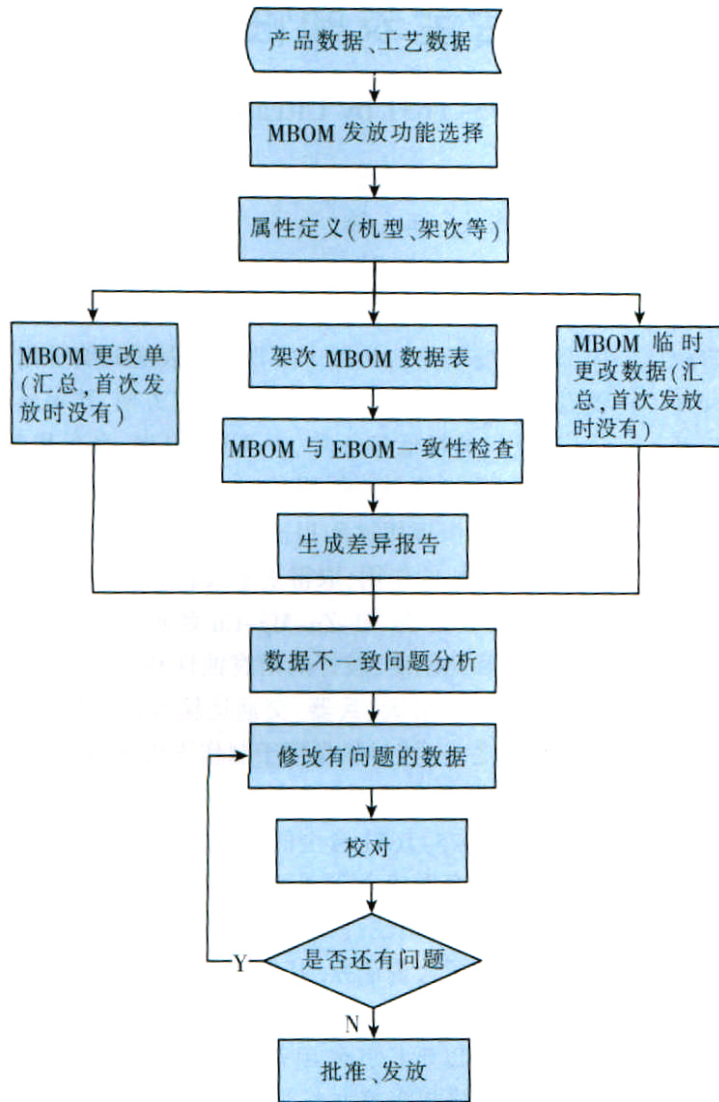 产品数据、工艺数据
MBOM 发放功能选择
属性定义(机型、架次等)
MBOM 更改单
(汇总,首次发
放时没有)
架次 MBOM 数据表
MBOM 临时
更改数据(汇
总,首次发放
时没有)
MBOM 与 EBOM一致性检查
生成差异报告
数据不一致问题分析
修改有问题的数据
校对
是否还有问题
Y
N
批准、发放